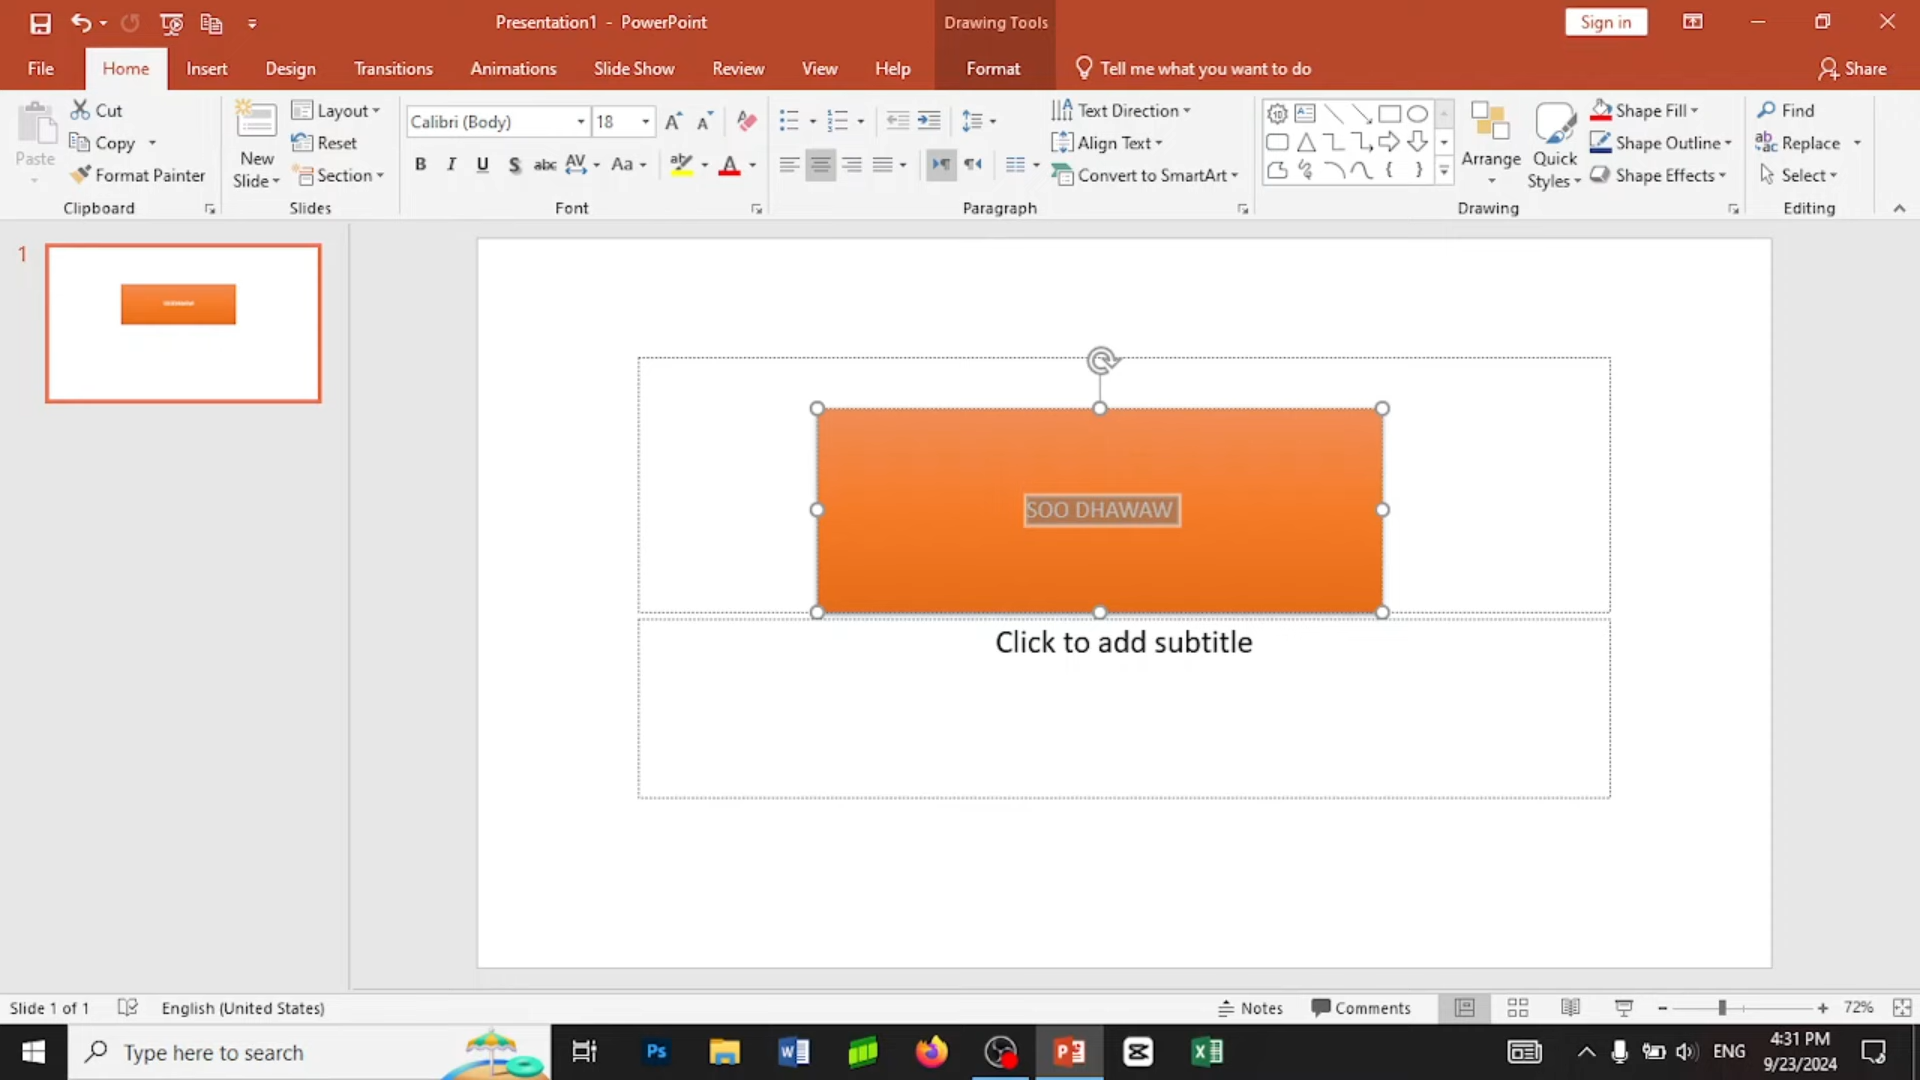 Presentation1 - PowerPoint
Drawing Tools
Sign in
File
Home
Insert
Design
Transitions
Animations
Slide Show
Review
View
Help
Format
Tell me what you want to do
Share
Paste
Cut
Copy
Format Painter
Clipboard
New Slide
Layout
Reset
Section
Slides
Calibri (Body)
18
B I U S abc AV Aa A
Font
Text Direction
Align Text
Convert to SmartArt
Paragraph
Arrange
Quick Styles
Shape Fill
Shape Outline
Shape Effects
Drawing
Find
Replace
Select
Editing
1
SOO DHAWAW
Click to add subtitle
Slide 1 of 1
English (United States)
Notes
Comments
72%
Type here to search
Ps
ENG
4:31 PM
9/23/2024